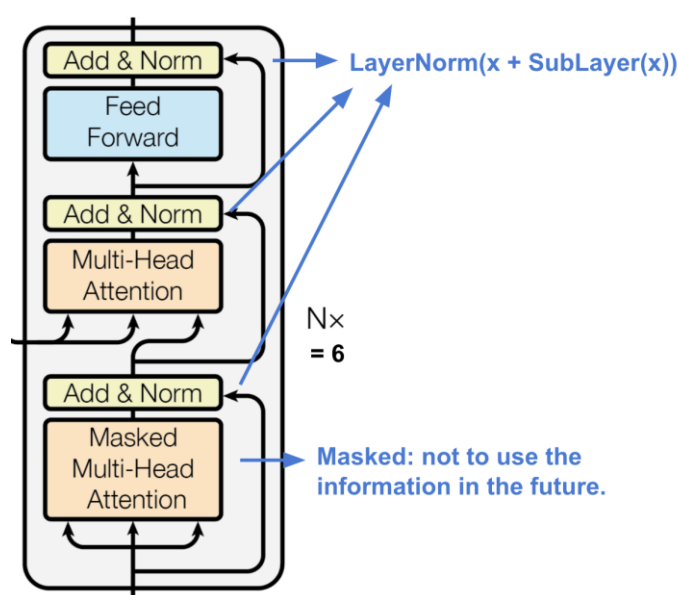 Add & Norm
LayerNorm(x + SubLayer(x))
Feed
Forward
Add & Norm
Multi-Head
Attention
N×
= 6
Add & Norm
Masked
Multi-Head
Attention
Masked: not to use the
information in the future.